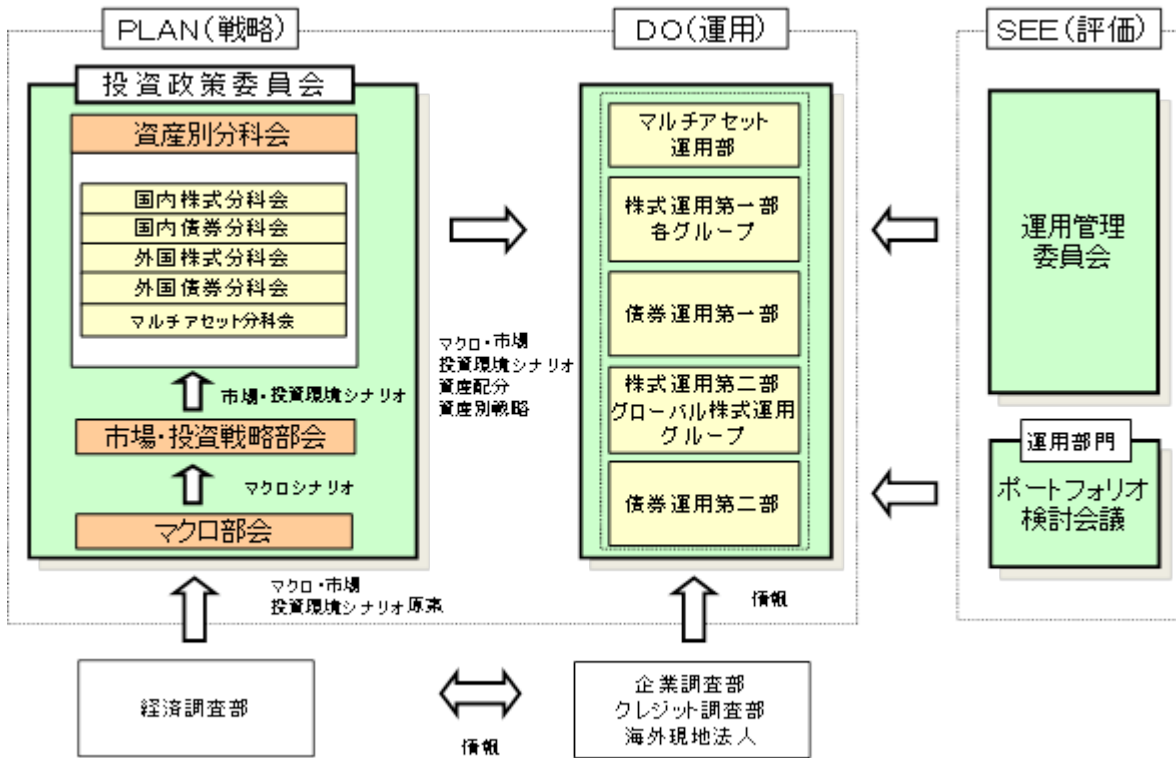 PLAN(戦略)
投資政策委員会
資産別分科会
国内株式分科会
国内債券分科会
外国株式分科会
外国債券分科会
マルチアセット分科会
市場・投資環境シナリオ
市場・投資戦略部会
マクロシナリオ
マクロ部会
マクロ・市場
投資環境シナリオ原案
経済調査部
マクロ・市場
投資環境シナリオ
資産配分
資産別戦略
DO(運用)
マルチアセット
運用部
株式運用第一部
各グループ
債券運用第一部
株式運用第二部
グローバル株式運用
グループ
債券運用第二部
情報
企業調査部
クレジット調査部
海外現地法人
情報
SEE(評価)
運用管理
委員会
運用部門
ポートフォリオ
検討会議